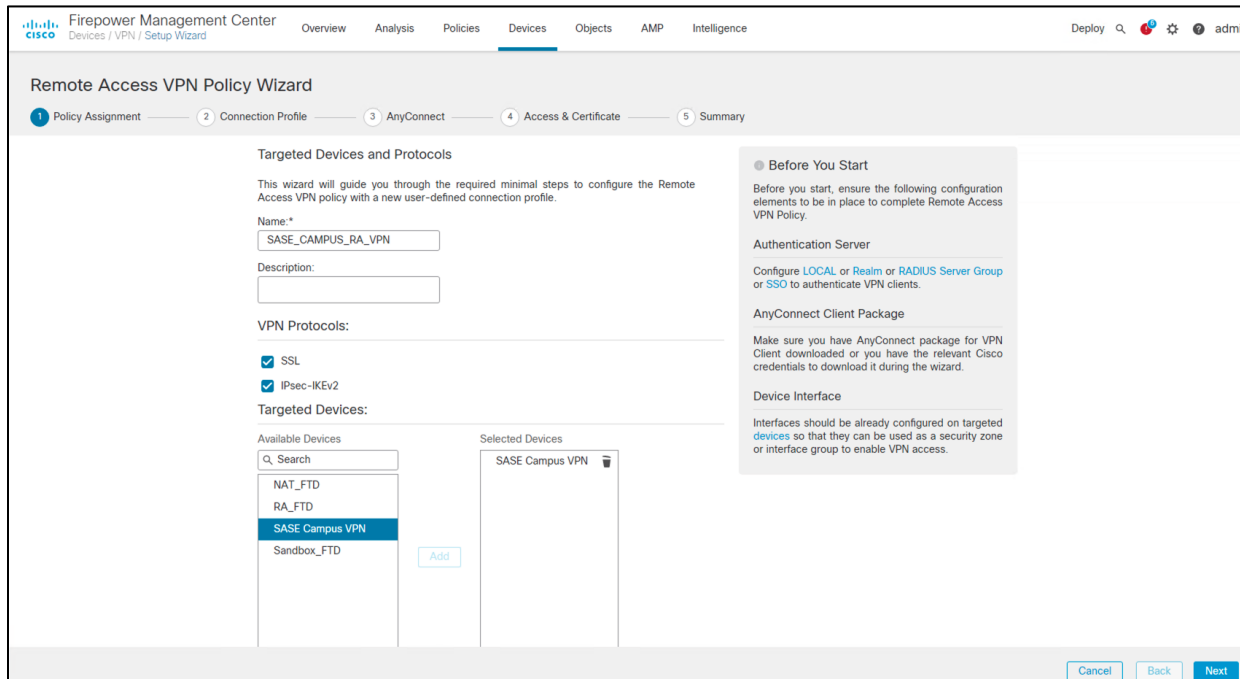 Firepower Management Center
CISCO
Devices / VPN / Setup Wizard
Overview
Analysis
Policies
Devices
Objects
AMP
Intelligence
Deploy
6
?
admi
Remote Access VPN Policy Wizard
1 Policy Assignment
2 Connection Profile
3 AnyConnect
4 Access & Certificate
5 Summary
Targeted Devices and Protocols
This wizard will guide you through the required minimal steps to configure the Remote
Access VPN policy with a new user-defined connection profile.
Name:*
SASE_CAMPUS_RA_VPN
Description:
VPN Protocols:
SSL
IPsec-IKEv2
Targeted Devices:
Available Devices
Search
NAT_FTD
RA_FTD
SASE Campus VPN
Sandbox_FTD
Add
Selected Devices
SASE Campus VPN
Before You Start
Before you start, ensure the following configuration
elements to be in place to complete Remote Access
VPN Policy.
Authentication Server
Configure LOCAL or Realm or RADIUS Server Group
or SSO to authenticate VPN clients.
AnyConnect Client Package
Make sure you have AnyConnect package for VPN
Client downloaded or you have the relevant Cisco
credentials to download it during the wizard.
Device Interface
Interfaces should be already configured on targeted
devices so that they can be used as a security zone
or interface group to enable VPN access.
Cancel
Back
Next